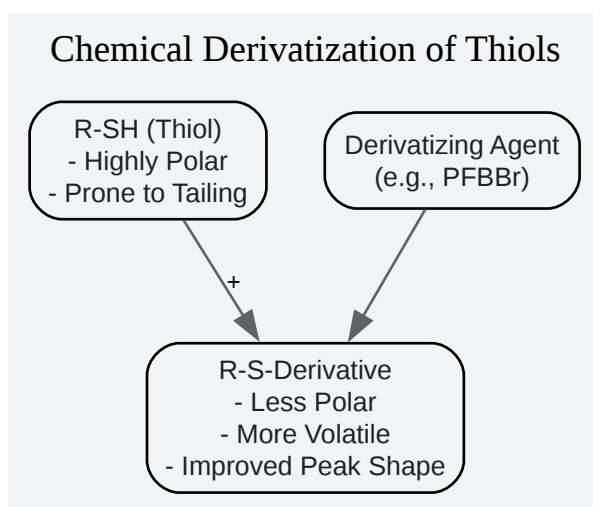 Chemical Derivatization of Thiols
R-SH (Thiol)
- Highly Polar
- Prone to Tailing
Derivatizing Agent
(e.g., PFBBr)
+
R-S-Derivative
- Less Polar
- More Volatile
- Improved Peak Shape